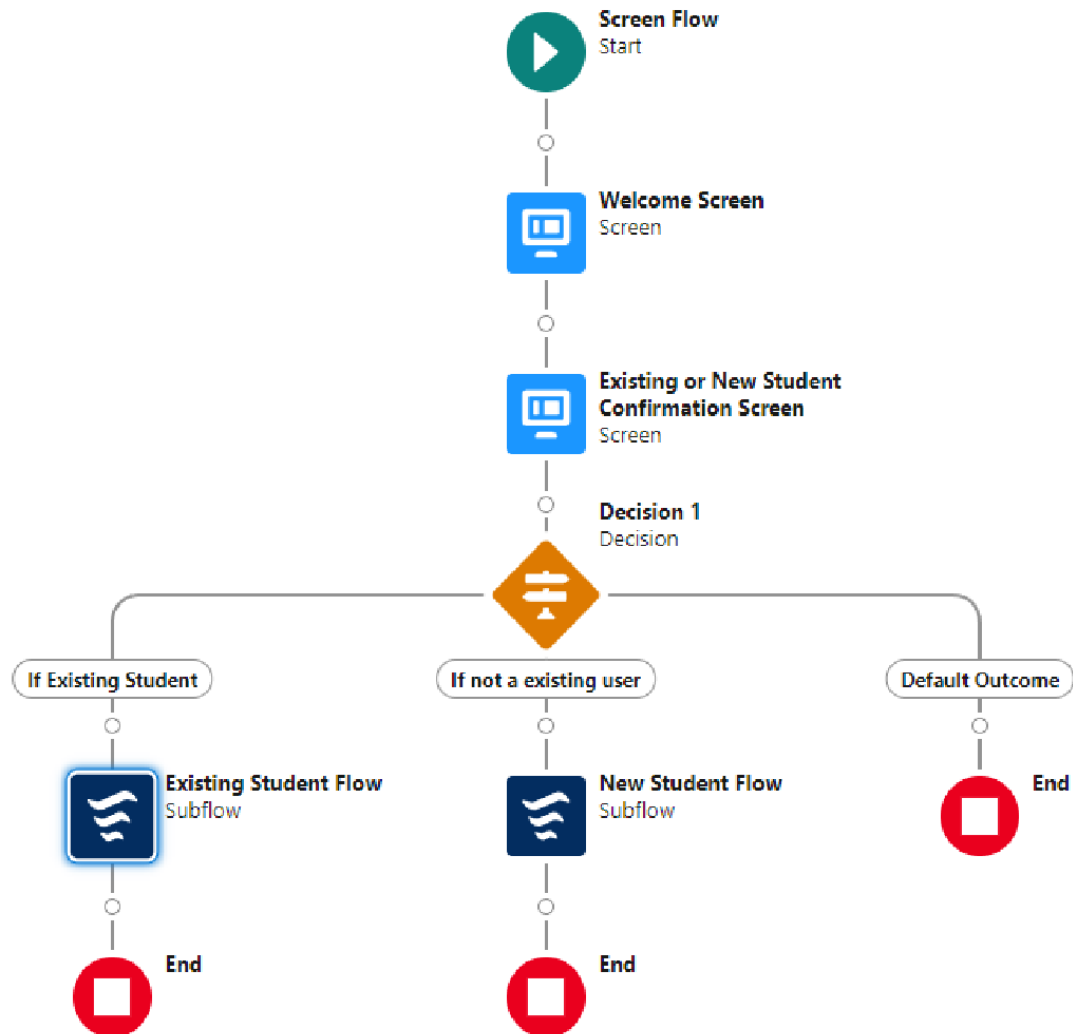 Screen Flow
Start
Welcome Screen
Screen
Existing or New Student
Confirmation Screen
Screen
Decision 1
Decision
If Existing Student
If not a existing user
Default Outcome
Existing Student Flow
Subflow
New Student Flow
Subflow
End
End
End